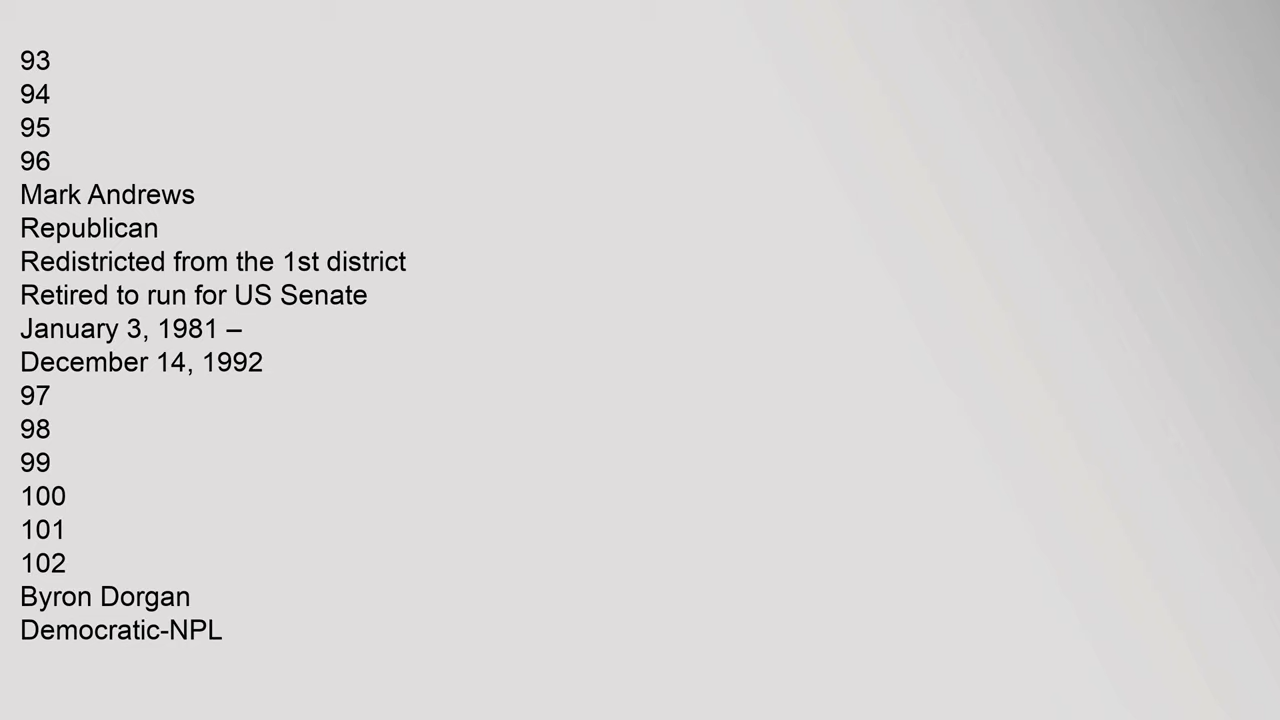 93
94
95
96
Mark Andrews
Republican
Redistricted from the 1st district
Retired to run for US Senate
January 3, 1981 –
December 14, 1992
97
98
99
100
101
102
Byron Dorgan
Democratic-NPL